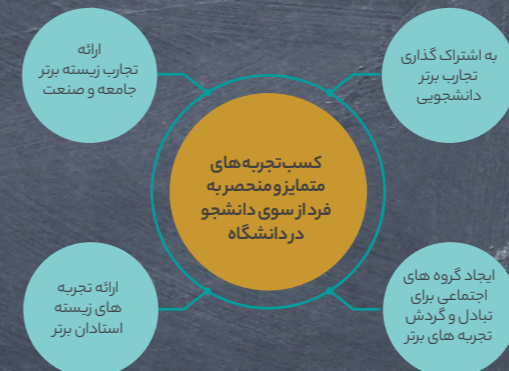 به اشتراک گذاری
تجارب برتر
دانشجویی
ارائه
تجارب زیسته برتر
جامعه و صنعت
کسب تجربه های
متمایز و منحصر به
فرد از سوی دانشجو
در دانشگاه
ایجاد گروه های
اجتماعی برای
تبادل و گردش
تجربه های برتر
ارائه تجربه
های زیسته
استادان برتر